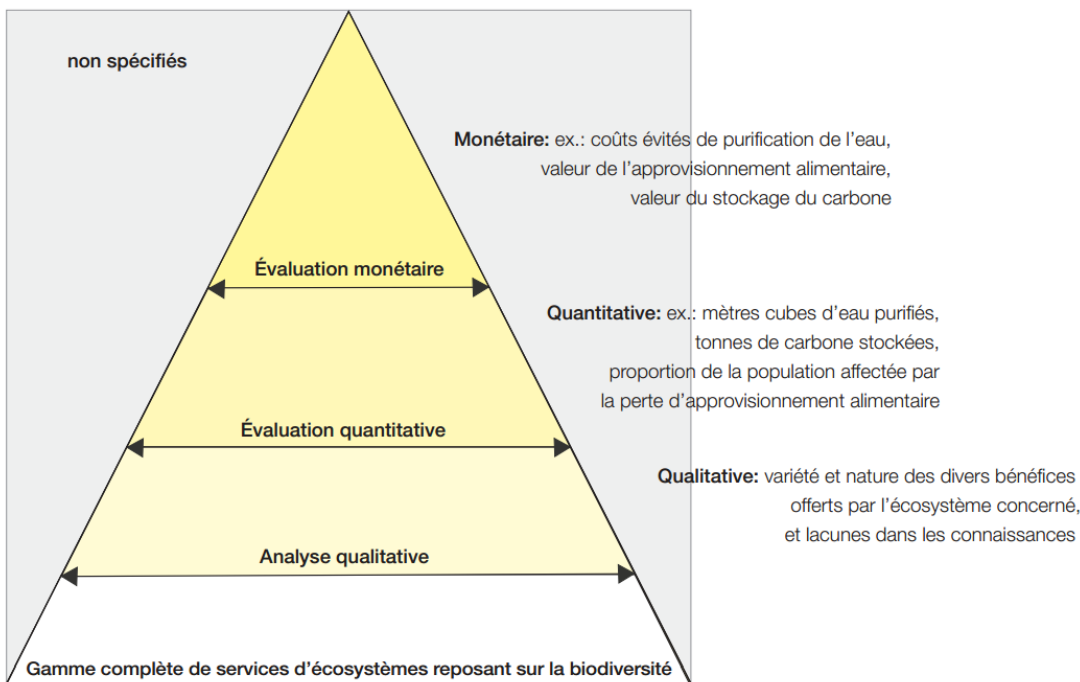 non spécifiés
Monétaire: ex.: coûts évités de purification de l'eau,
valeur de l'approvisionnement alimentaire,
valeur du stockage du carbone
Évaluation monétaire
Quantitative: ex.: mètres cubes d'eau purifiés,
tonnes de carbone stockées,
proportion de la population affectée par
la perte d'approvisionnement alimentaire
Évaluation quantitative
Qualitative: variété et nature des divers bénéfices
offerts par l'écosystème concerné,
et lacunes dans les connaissances
Analyse qualitative
Gamme complète de services d'écosystèmes reposant sur la biodiversité